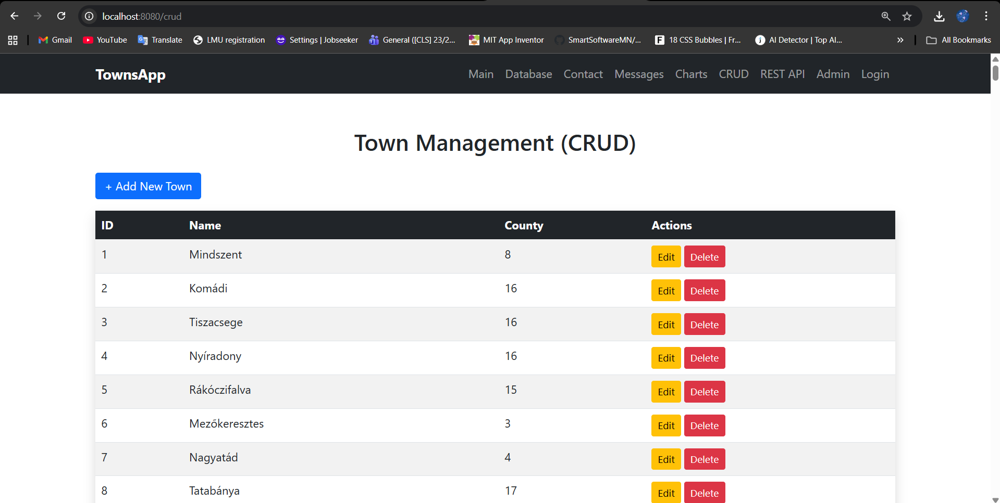 localhost:8080/crud
Gmail YouTube Translate LMU registration Settings | Jobseeker General ([CLS] 23/2... MIT App Inventor SmartSoftwareMN/... F 18 CSS Bubbles | Fr... j AI Detector | Top AI... » All Bookmarks
TownsApp Main Database Contact Messages Charts CRUD REST API Admin Login
Town Management (CRUD)
+ Add New Town
ID Name County Actions
1 Mindszent 8 Edit Delete
2 Komádi 16 Edit Delete
3 Tiszacsege 16 Edit Delete
4 Nyíradony 16 Edit Delete
5 Rákóczifalva 15 Edit Delete
6 Mezőkeresztes 3 Edit Delete
7 Nagyatád 4 Edit Delete
8 Tatabánya 17 Edit Delete